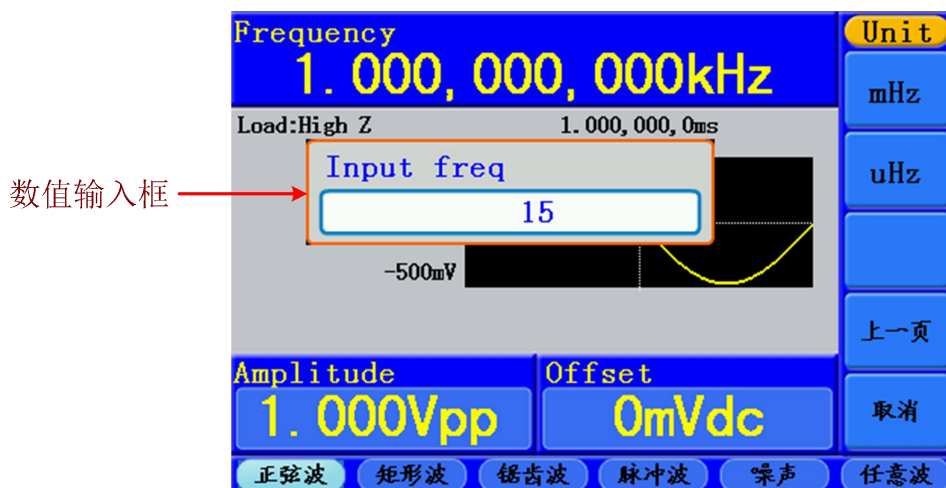 Frequency
1.000,000,000kHz
Unit
mHz
uHz
上一页
取消
Load:High Z
1.000,000,0ms
数值输入框
Input freq
15
-500mV
Amplitude
1.000Vpp
Offset
0mVdc
正弦波
矩形波
锯齿波
脉冲波
噪声
任意波